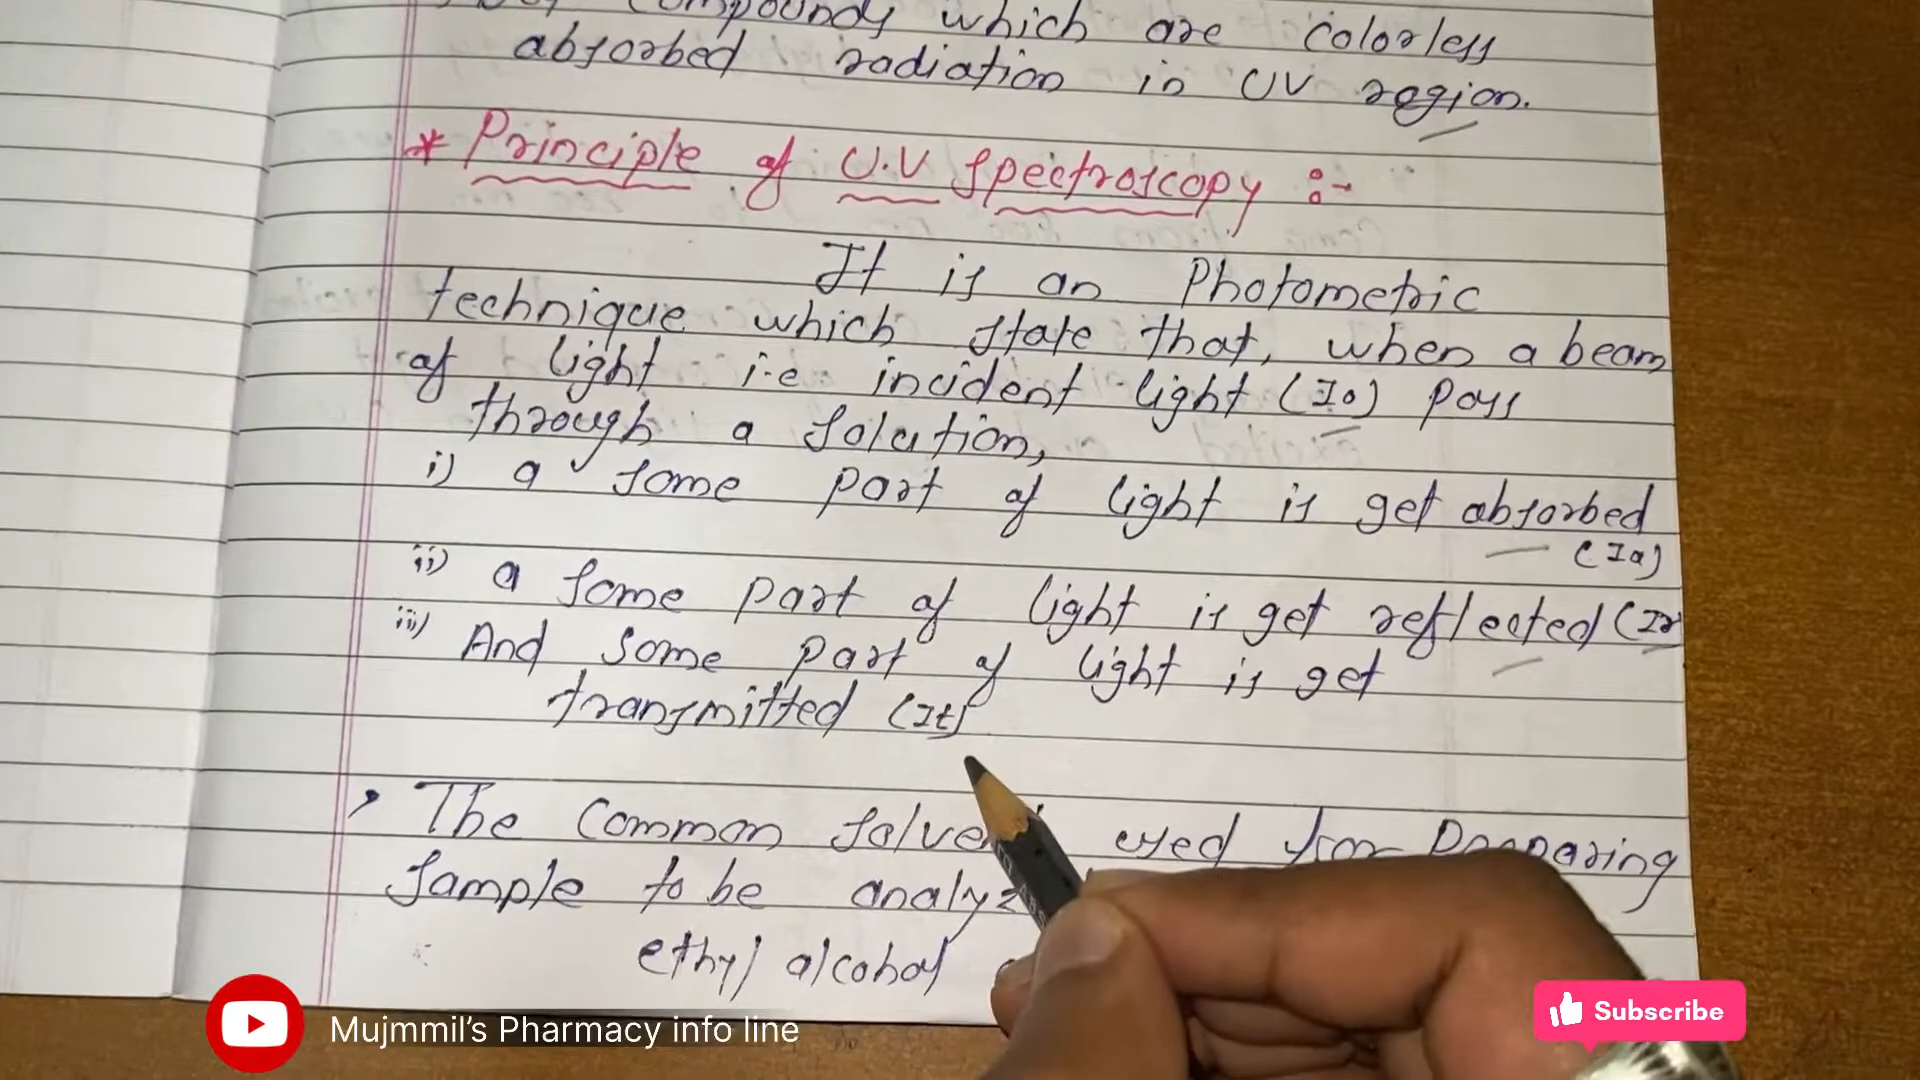 compounds which are colorless
absorbed radiation in UV region.
* Principle of U.V Spectroscopy :-
It is an Photometric
technique which state that, when a beam
of light i.e incident light (Io) pass
through a solution,
i) a some part of light is get absorbed
(Ia)
ii) a some part of light is get reflected (Ir
iii) And some part of light is get
transmitted (It)
The common used for Preparing
sample to be
ethyl alcohol
Mujmmil's Pharmacy info line
Subscribe